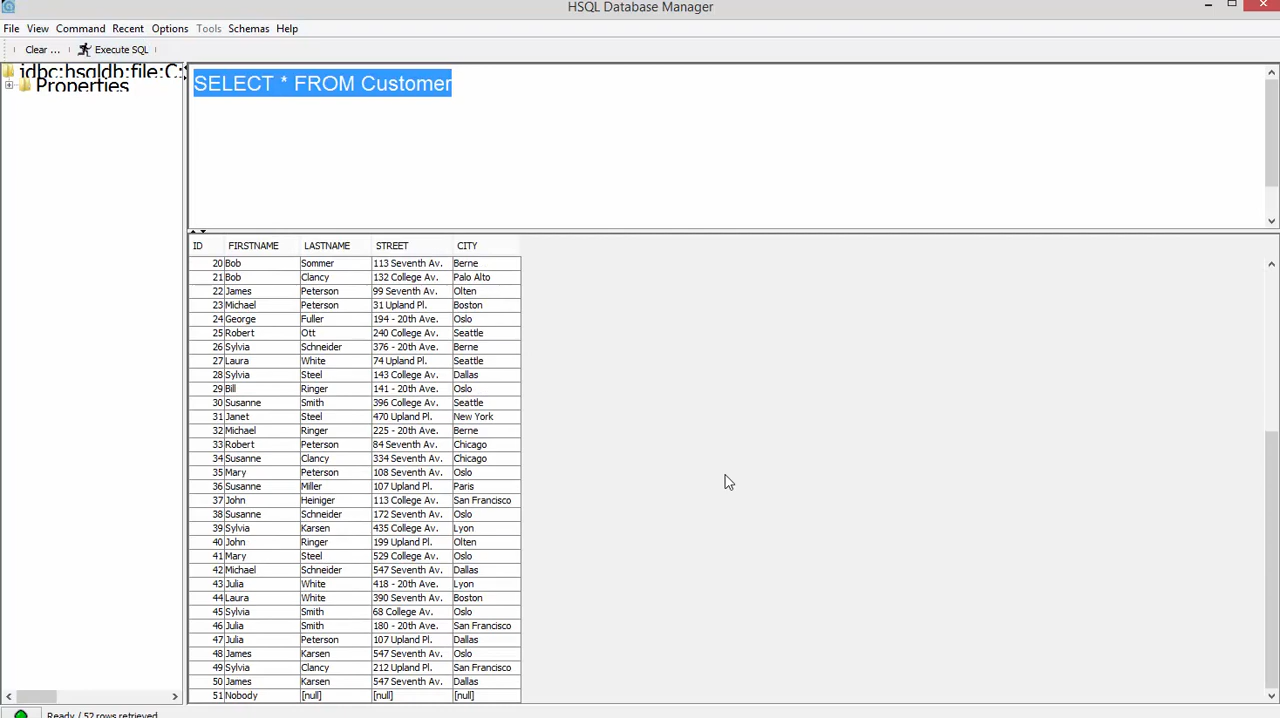 HSQL Database Manager
File View Command Recent Options Tools Schemas Help
Clear ... Execute SQL
jdbc:hsqldb:file:C:
Properties
SELECT * FROM Customer
ID FIRSTNAME LASTNAME STREET CITY
20 Bob Sommer 113 Seventh Av. Berne
21 Bob Clancy 132 College Av. Palo Alto
22 James Peterson 99 Seventh Av. Olten
23 Michael Peterson 31 Upland Pl. Boston
24 George Fuller 194 - 20th Ave. Oslo
25 Robert Ott 240 College Av. Seattle
26 Sylvia Schneider 376 - 20th Ave. Berne
27 Laura White 74 Upland Pl. Seattle
28 Sylvia Steel 143 College Av. Dallas
29 Bill Ringer 141 - 20th Ave. Oslo
30 Susanne Smith 396 College Av. Seattle
31 Janet Steel 470 Upland Pl. New York
32 Michael Ringer 225 - 20th Ave. Berne
33 Robert Peterson 84 Seventh Av. Chicago
34 Susanne Clancy 334 Seventh Av. Chicago
35 Mary Peterson 108 Seventh Av. Oslo
36 Susanne Miller 107 Upland Pl. Paris
37 John Heiniger 113 College Av. San Francisco
38 Susanne Schneider 172 Seventh Av. Oslo
39 Sylvia Karsen 435 College Av. Lyon
40 John Ringer 199 Upland Pl. Olten
41 Mary Steel 529 College Av. Oslo
42 Michael Schneider 547 Seventh Av. Dallas
43 Julia White 418 - 20th Ave. Lyon
44 Laura White 390 Seventh Av. Boston
45 Sylvia Smith 68 College Av. Oslo
46 Julia Smith 180 - 20th Ave. San Francisco
47 Julia Peterson 107 Upland Pl. Dallas
48 James Karsen 547 Seventh Av. Oslo
49 Sylvia Clancy 212 Upland Pl. San Francisco
50 James Karsen 547 Seventh Av. Dallas
51 Nobody [null] [null] [null]
Ready / 52 rows retrieved